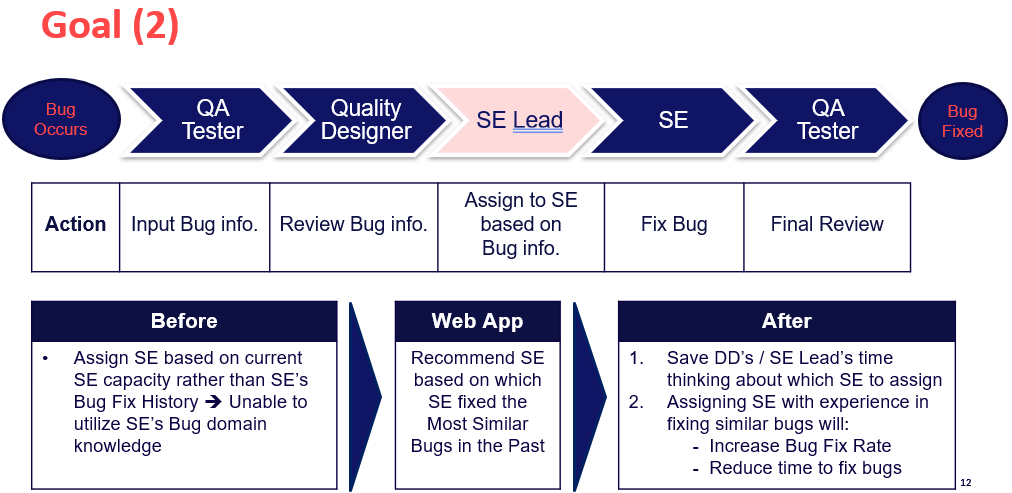 Goal (2)
Bug
Occurs
QA
Tester
Quality
Designer
SE Lead
SE
QA
Tester
Bug
Fixed
Action
Input Bug info.
Review Bug info.
Assign to SE
based on
Bug info.
Fix Bug
Final Review
Before
• Assign SE based on current
SE capacity rather than SE's
Bug Fix History ➔ Unable to
utilize SE's Bug domain
knowledge
Web App
Recommend SE
based on which
SE fixed the
Most Similar
Bugs in the Past
After
1. Save DD's / SE Lead's time
thinking about which SE to assign
2. Assigning SE with experience in
fixing similar bugs will:
- Increase Bug Fix Rate
- Reduce time to fix bugs
12